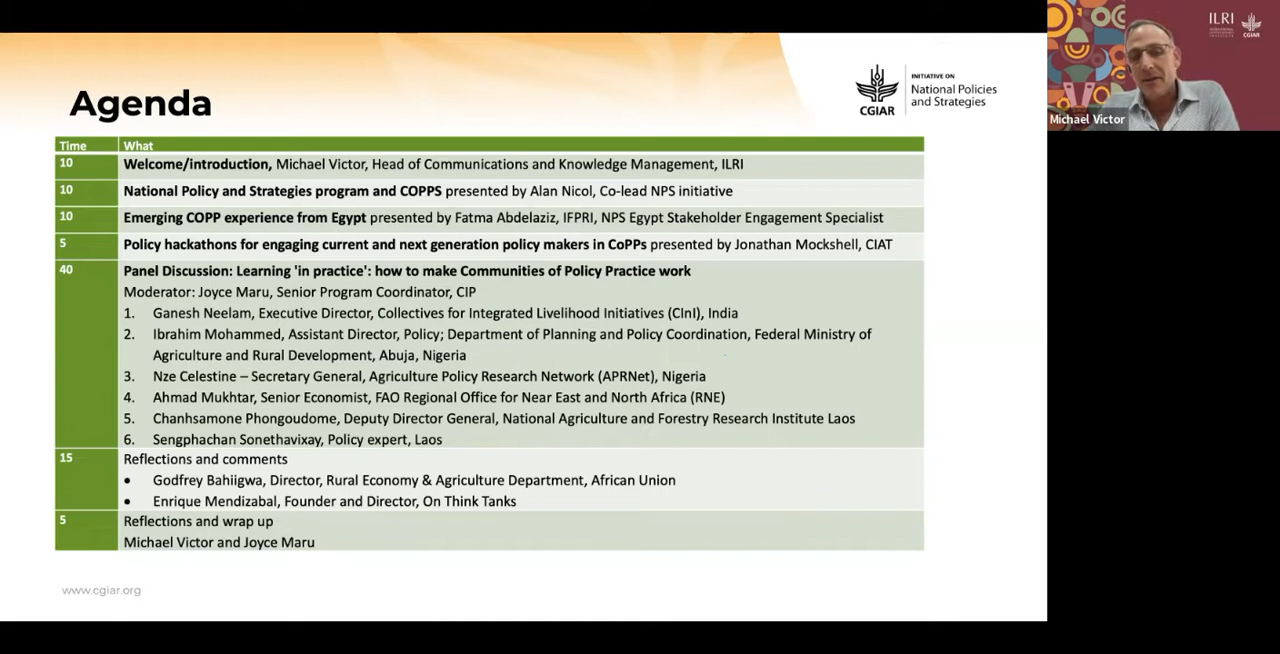 Agenda
CGIAR
INITIATIVE ON
National Policies
and Strategies
Time What
10 Welcome/introduction, Michael Victor, Head of Communications and Knowledge Management, ILRI
10 National Policy and Strategies program and COPPS presented by Alan Nicol, Co-lead NPS initiative
10 Emerging COPP experience from Egypt presented by Fatma Abdelaziz, IFPRI, NPS Egypt Stakeholder Engagement Specialist
5 Policy hackathons for engaging current and next generation policy makers in CoPPs presented by Jonathan Mockshell, CIAT
40 Panel Discussion: Learning 'in practice': how to make Communities of Policy Practice work
Moderator: Joyce Maru, Senior Program Coordinator, CIP
1. Ganesh Neelam, Executive Director, Collectives for Integrated Livelihood Initiatives (CInI), India
2. Ibrahim Mohammed, Assistant Director, Policy; Department of Planning and Policy Coordination, Federal Ministry of
Agriculture and Rural Development, Abuja, Nigeria
3. Nze Celestine – Secretary General, Agriculture Policy Research Network (APRNet), Nigeria
4. Ahmad Mukhtar, Senior Economist, FAO Regional Office for Near East and North Africa (RNE)
5. Chanhsamone Phongoudome, Deputy Director General, National Agriculture and Forestry Research Institute Laos
6. Sengphachan Sonethavixay, Policy expert, Laos
15 Reflections and comments
• Godfrey Bahiigwa, Director, Rural Economy & Agriculture Department, African Union
• Enrique Mendizabal, Founder and Director, On Think Tanks
5 Reflections and wrap up
Michael Victor and Joyce Maru
www.cgiar.org
ILRI
CGIAR
Michael Victor